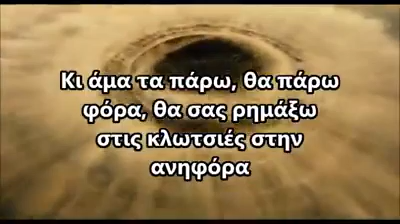 Κι άμα τα πάρω, θα πάρω
φόρα, θα σας ρημάξω
στις κλωτσιές στην
ανηφόρα